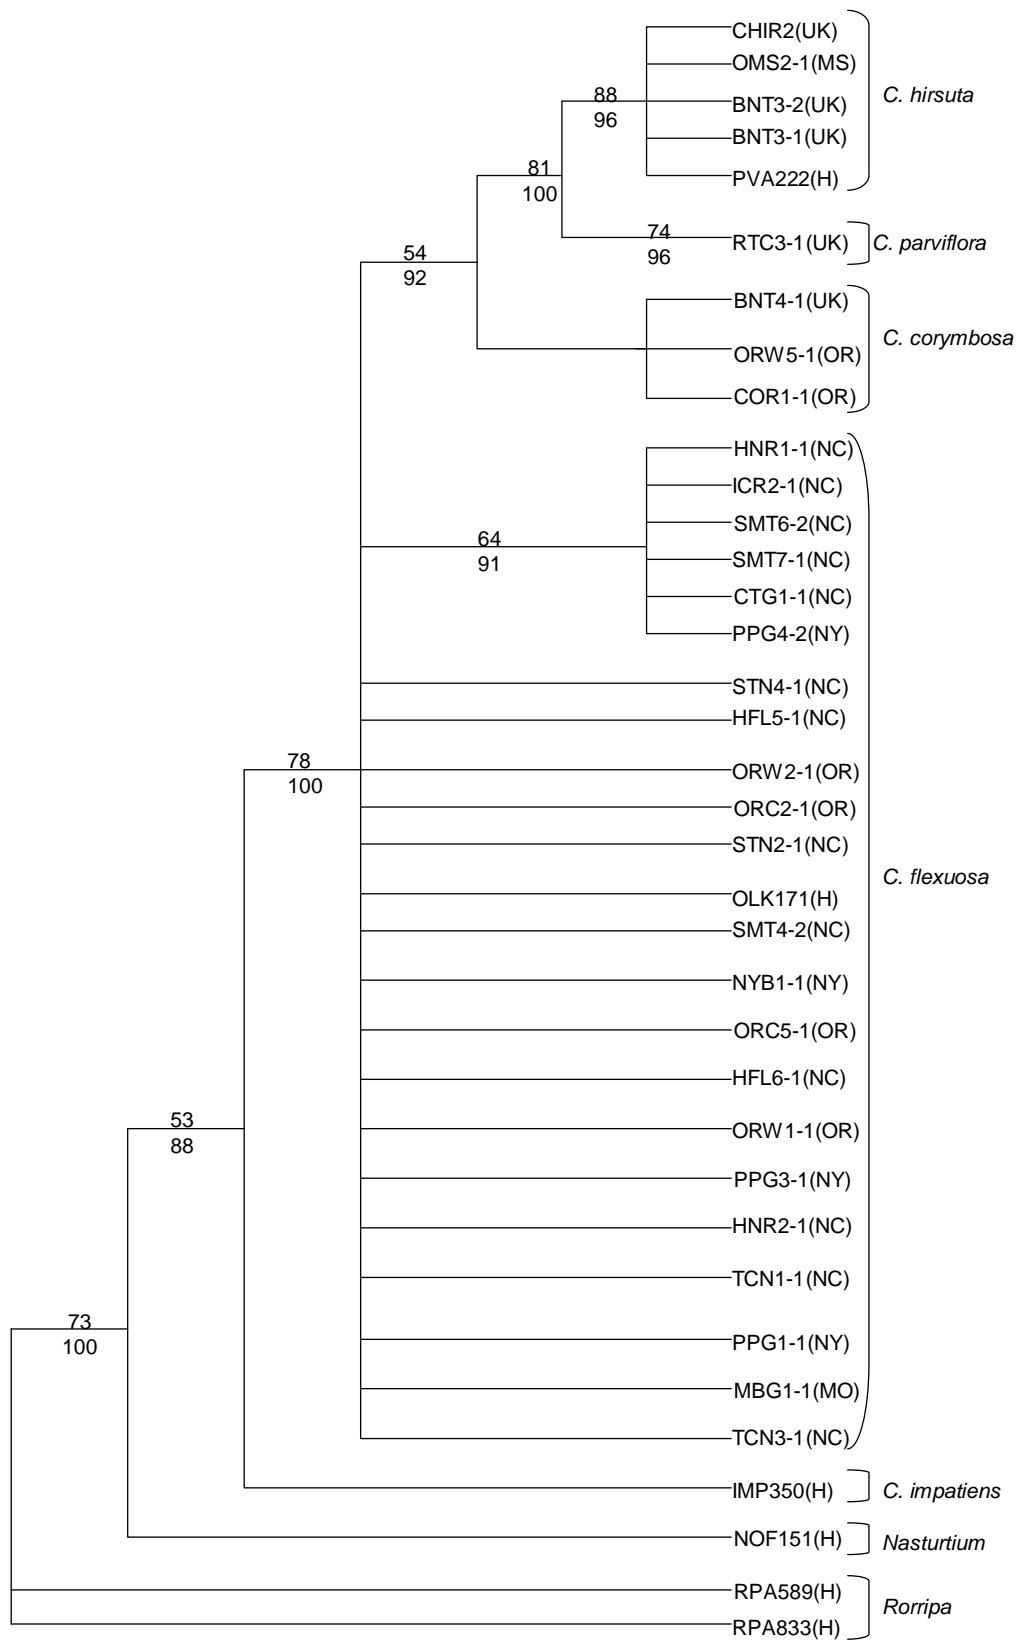 CHIR2(UK)
OMS2-1(MS)
88
BNT3-2(UK)
C. hirsuta
96
BNT3-1(UK)
81
PVA222(H)
100
74
RTC3-1(UK)
C. parviflora
96
54
92
BNT4-1(UK)
C. corymbosa
ORW5-1(OR)
COR1-1(OR)
HNR1-1(NC)
ICR2-1(NC)
SMT6-2(NC)
64
91
SMT7-1(NC)
CTG1-1(NC)
PPG4-2(NY)
STN4-1(NC)
HFL5-1(NC)
78
100
ORW2-1(OR)
ORC2-1(OR)
STN2-1(NC)
C. flexuosa
OLK171(H)
SMT4-2(NC)
NYB1-1(NY)
ORC5-1(OR)
HFL6-1(NC)
53
88
ORW1-1(OR)
PPG3-1(NY)
HNR2-1(NC)
TCN1-1(NC)
73
100
PPG1-1(NY)
MBG1-1(MO)
TCN3-1(NC)
IMP350(H)
C. impatiens
NOF151(H)
Nasturtium
RPA589(H)
Rorripa
RPA833(H)